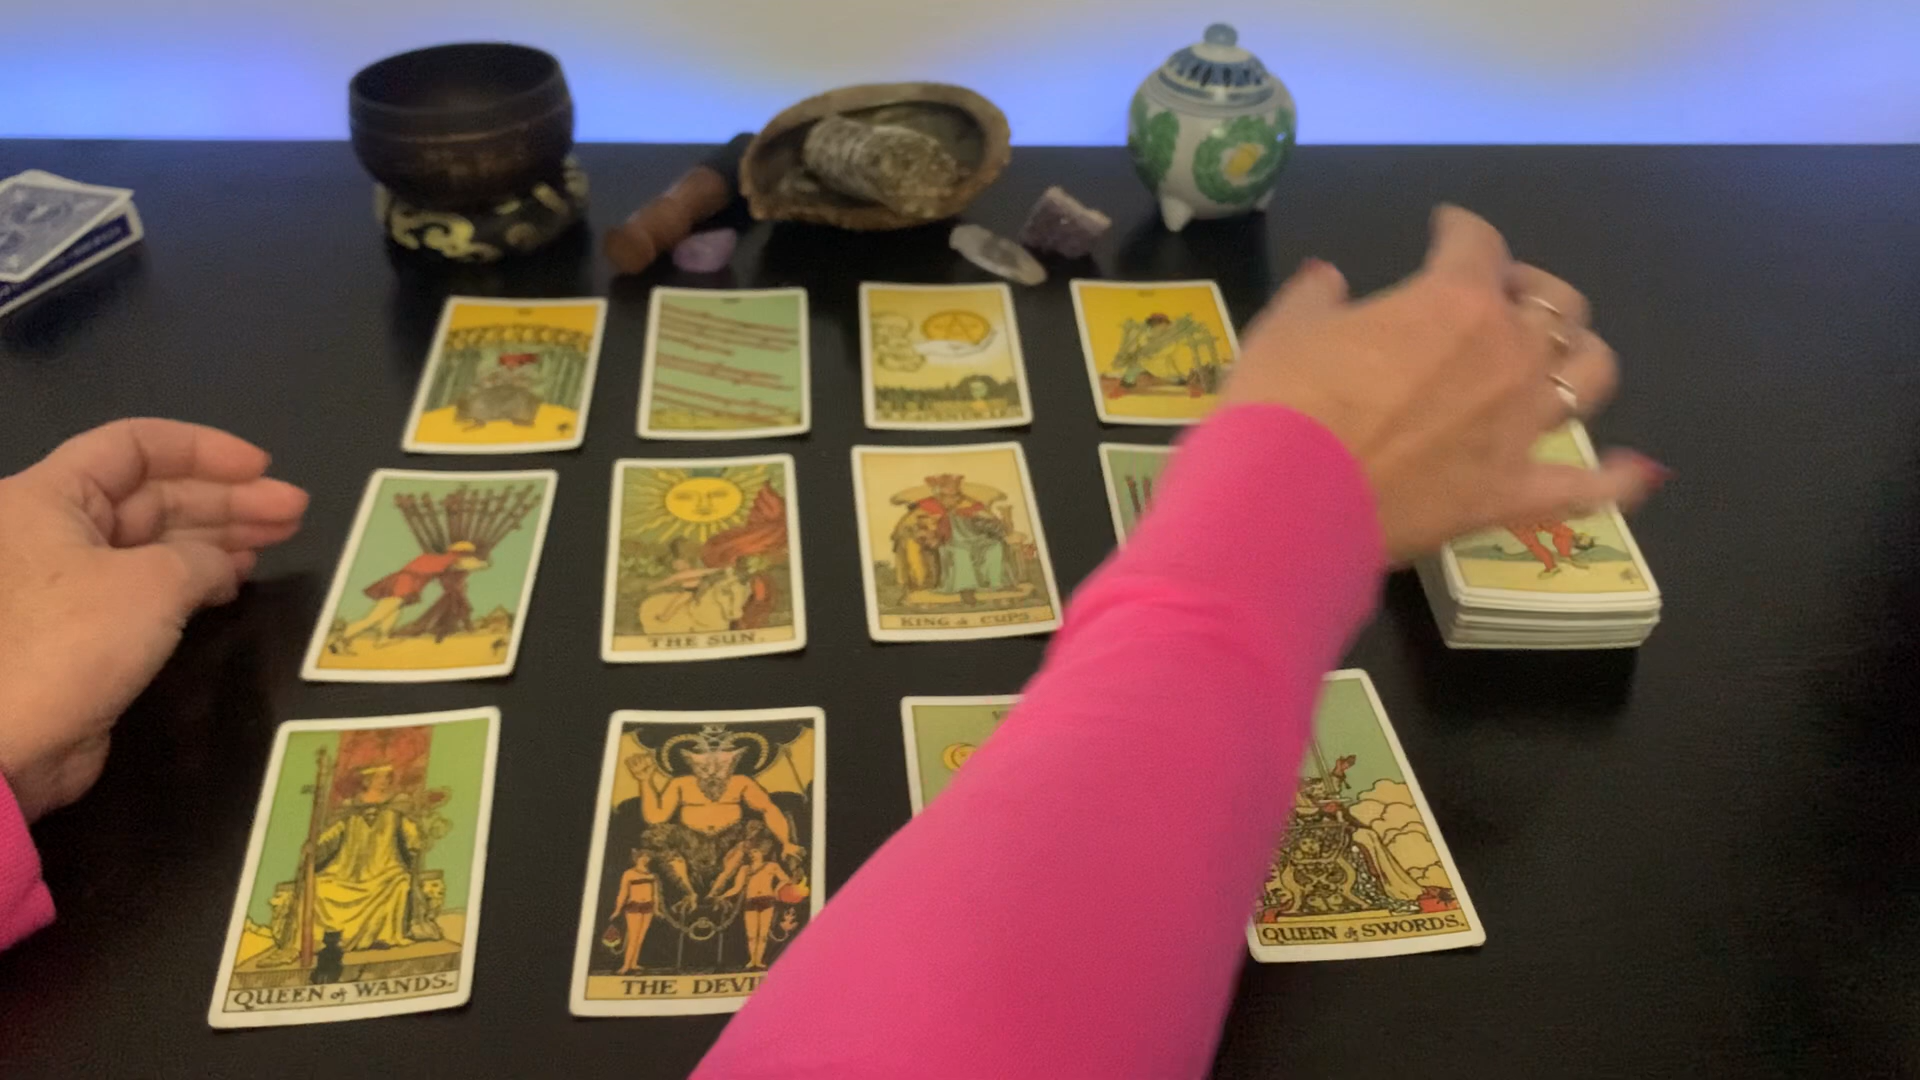 THE SUN.
KING of CUPS.
QUEEN of WANDS.
THE DEVI
QUEEN of SWORDS.